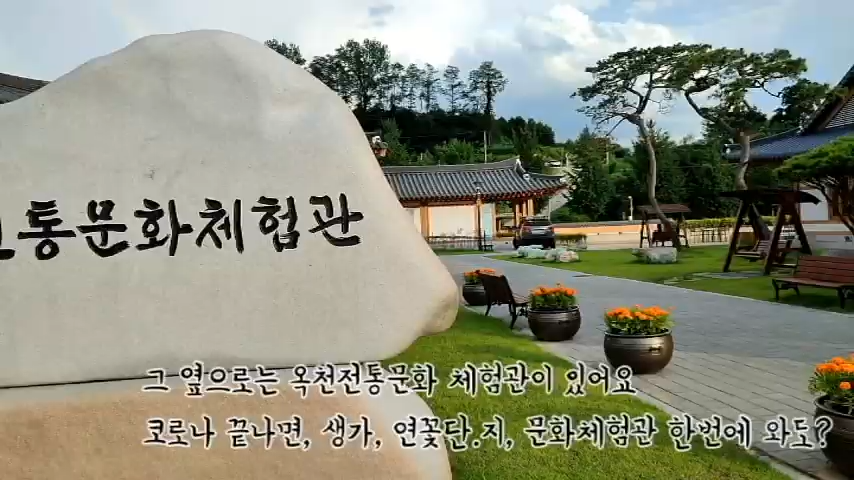 통문화체험관
그 옆으로는 옥천전통문화 체험관이 있어요
코로나 끝나면, 생가, 연꽃단.지, 문화체험관 한번에 와도?